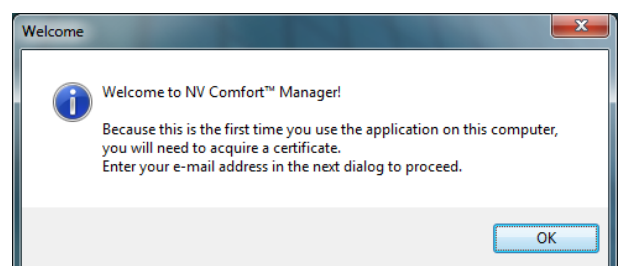 Welcome
Welcome to NV Comfort™ Manager!
Because this is the first time you use the application on this computer,
you will need to acquire a certificate.
Enter your e-mail address in the next dialog to proceed.
OK